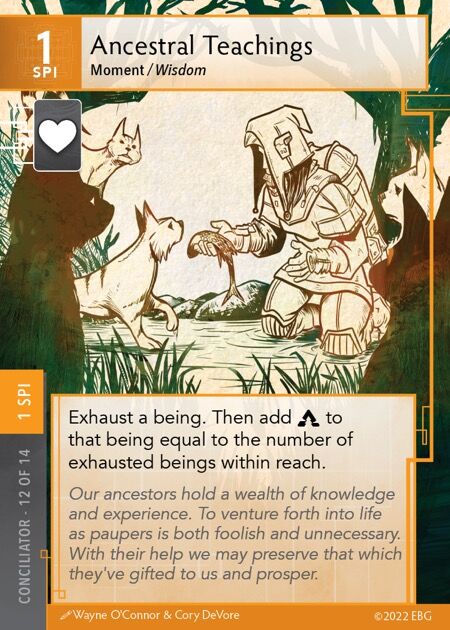 1
SPI
Ancestral Teachings
Moment / Wisdom
1 SPI
CONCILIATOR - 12 OF 14
Exhaust a being. Then add to
that being equal to the number of
exhausted beings within reach.
Our ancestors hold a wealth of knowledge
and experience. To venture forth into life
as paupers is both foolish and unnecessary.
With their help we may preserve that which
they've gifted to us and prosper.
Wayne O'Connor & Cory DeVore
©2022 EBG